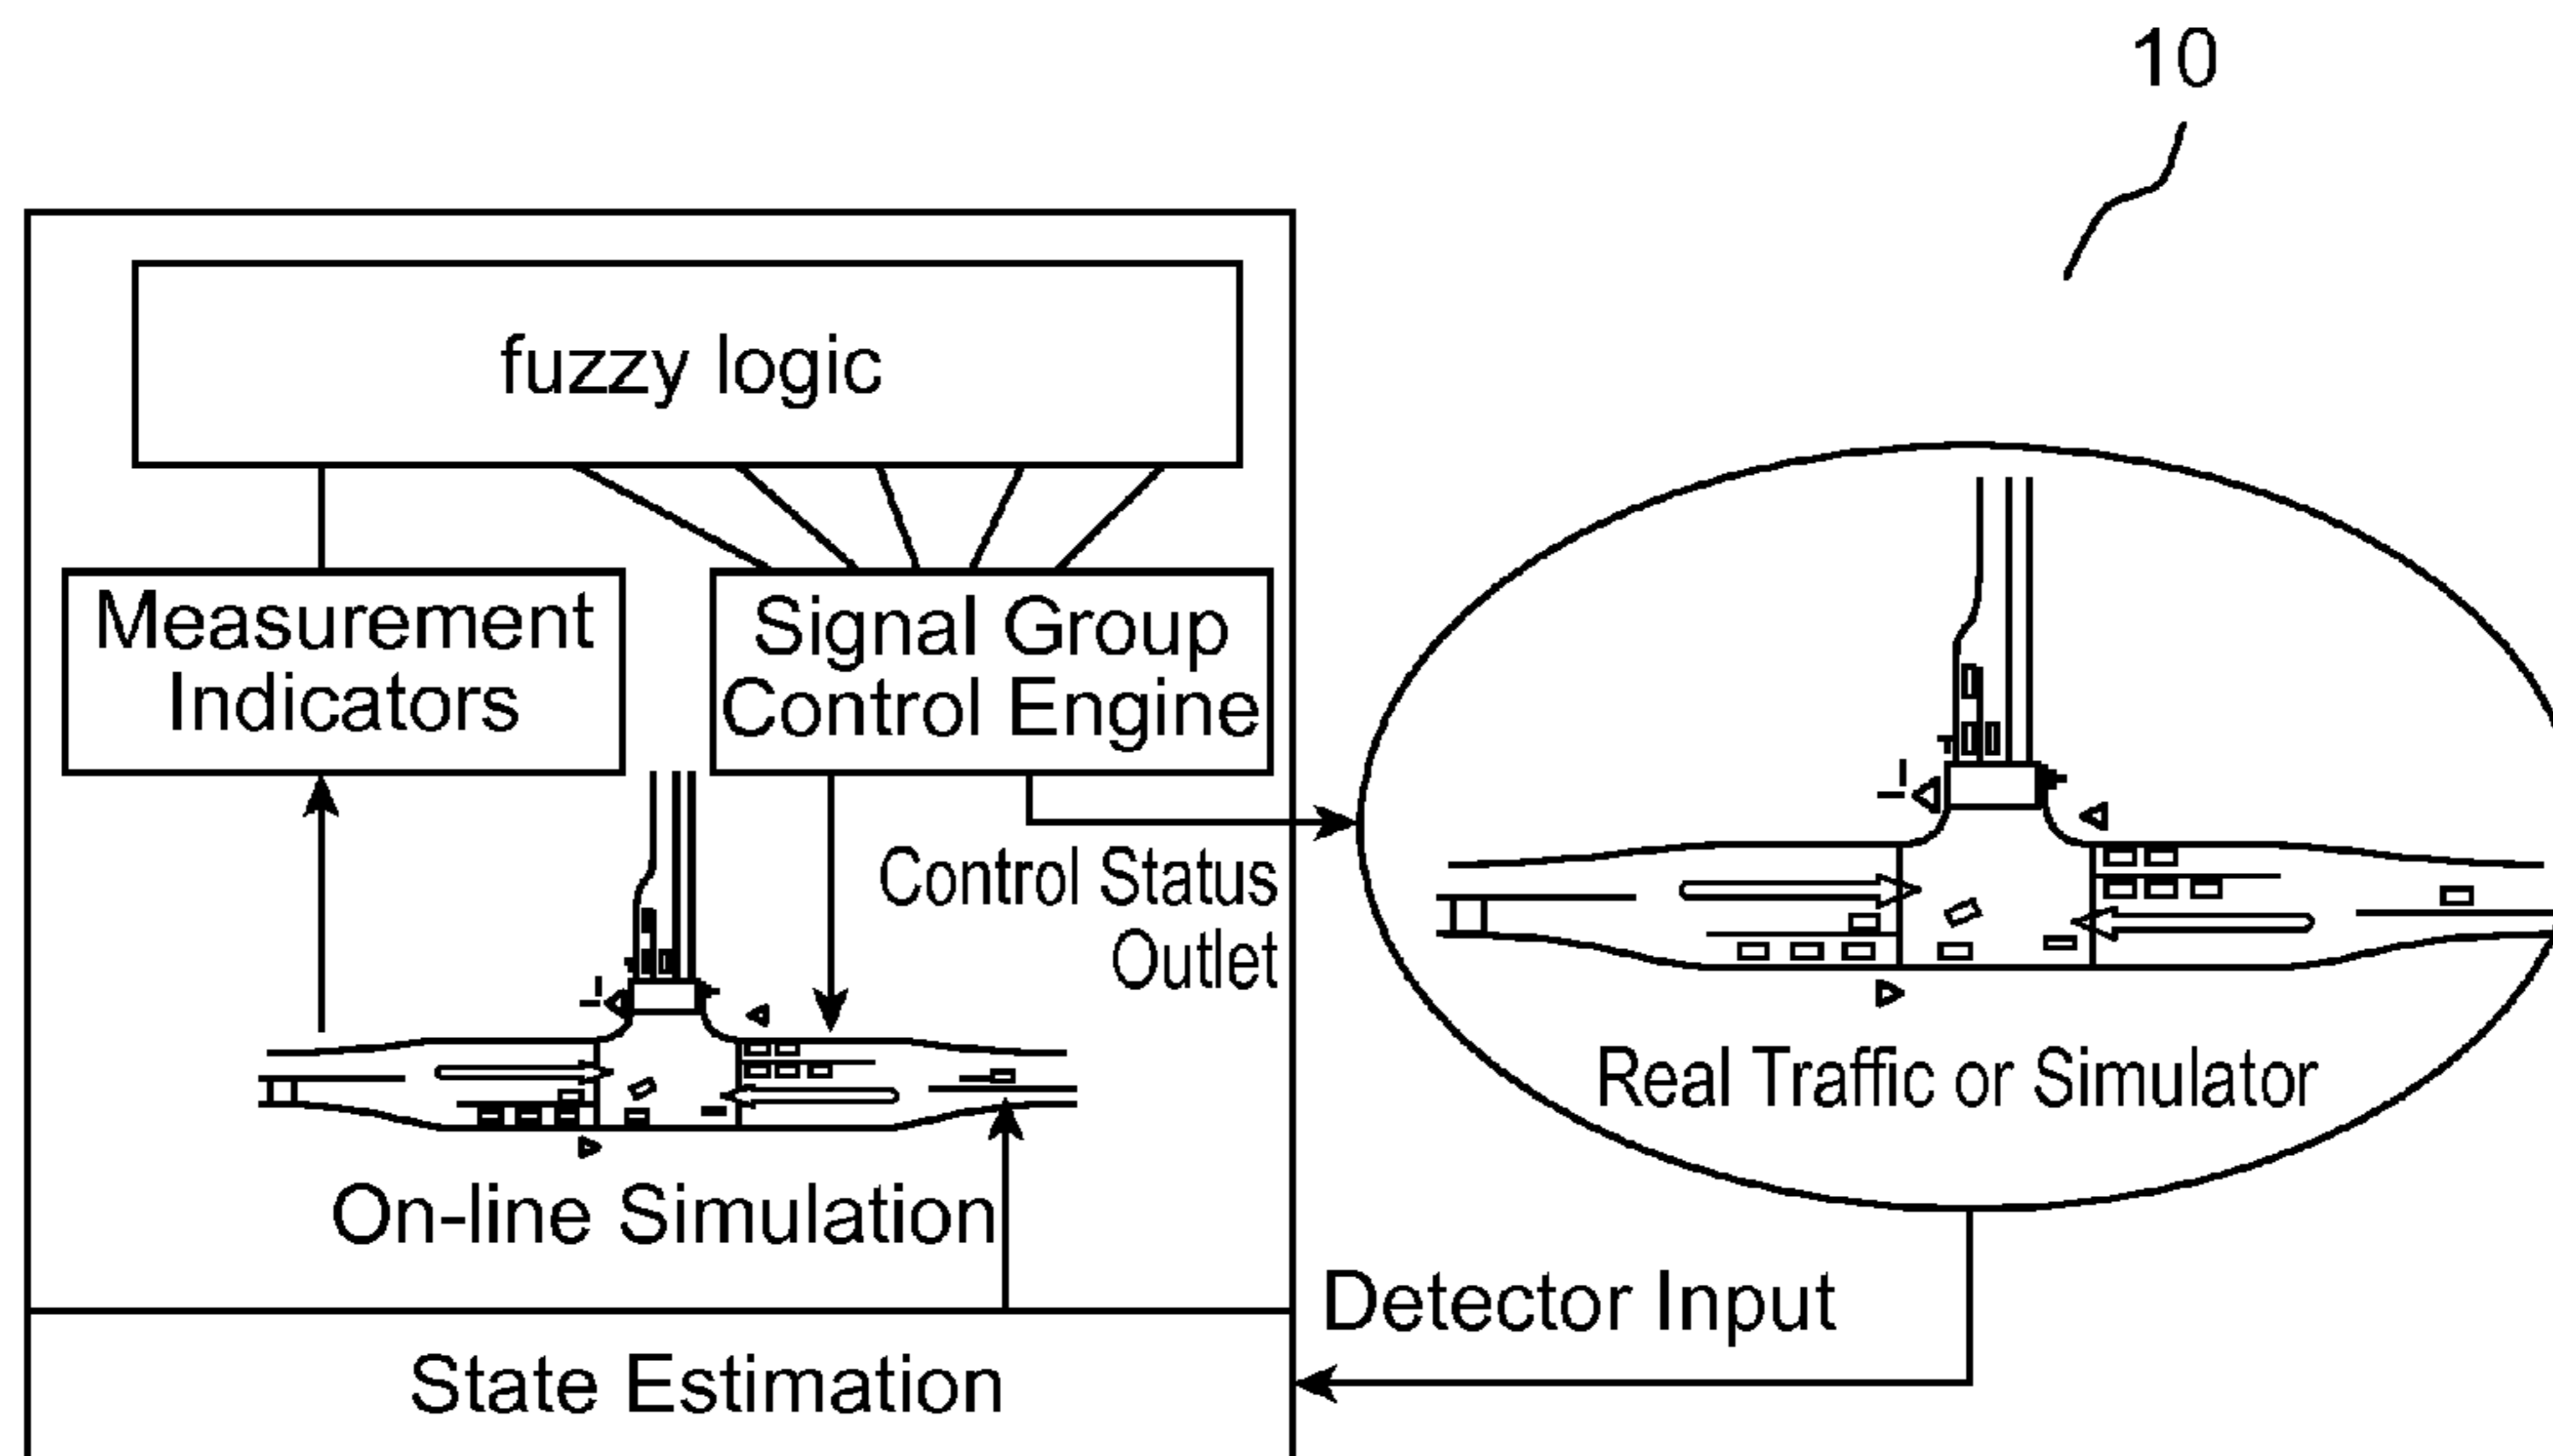 10
fuzzy logic
Measurement
Indicators
Signal Group
Control Engine
Control Status
Outlet
Real Traffic or Simulator
On-line Simulation
Detector Input
State Estimation